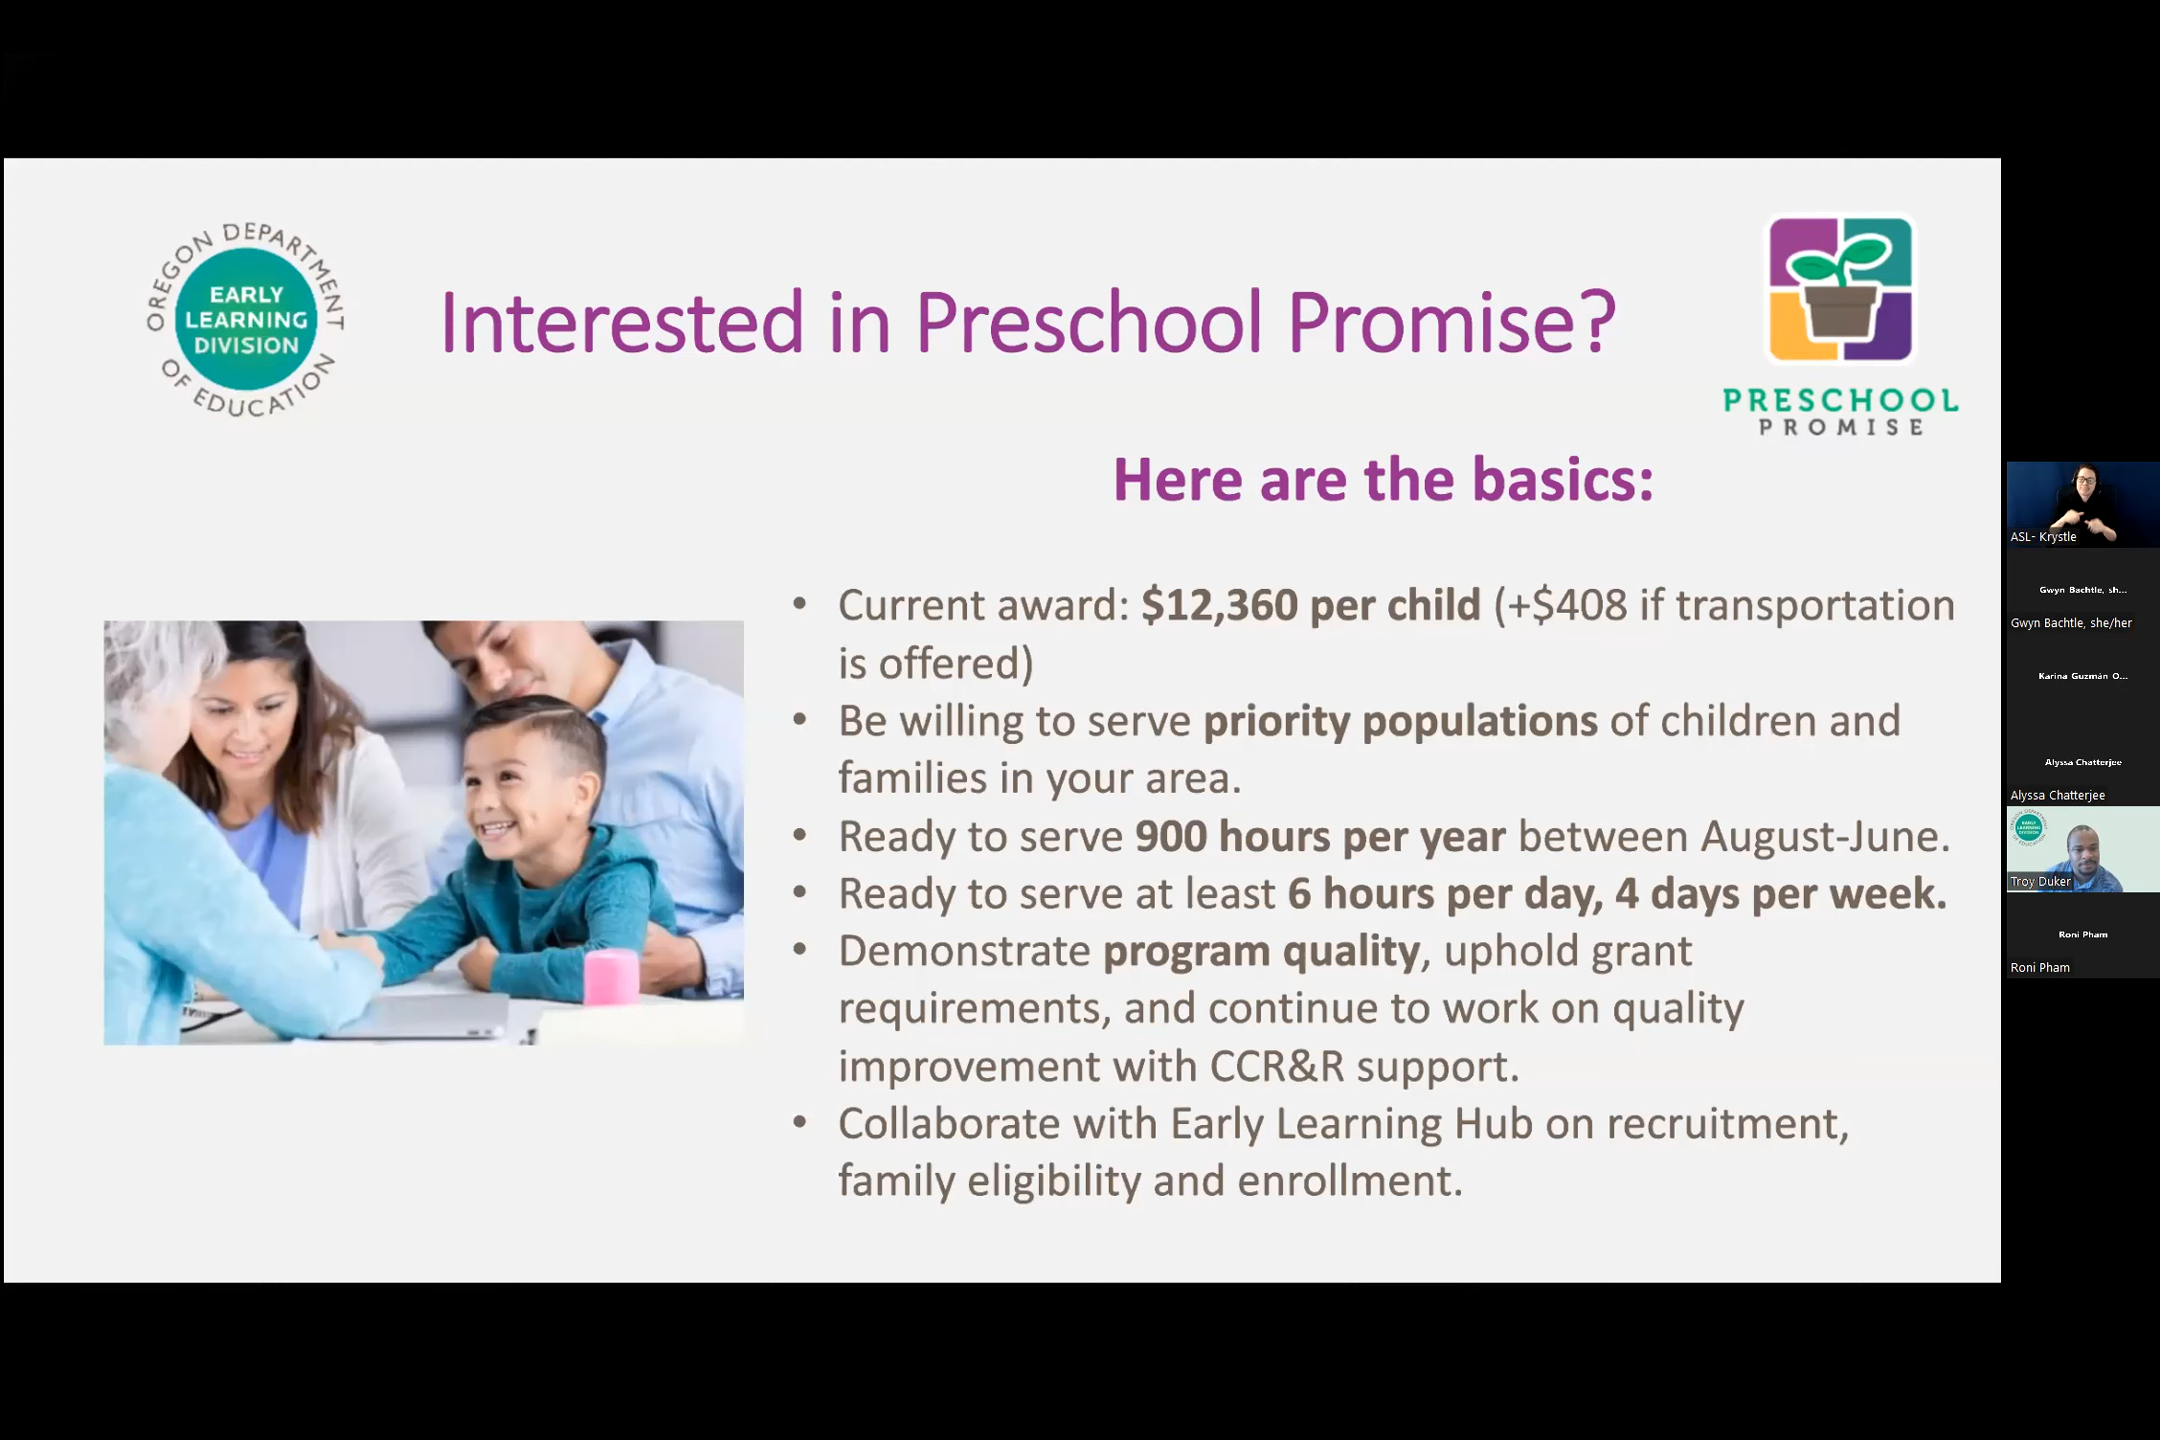 OREGON DEPARTMENT
OF EDUCATION
EARLY
LEARNING
DIVISION
Interested in Preschool Promise?
PRESCHOOL
PROMISE
Here are the basics:
• Current award: $12,360 per child (+$408 if transportation
is offered)
• Be willing to serve priority populations of children and
families in your area.
• Ready to serve 900 hours per year between August-June.
• Ready to serve at least 6 hours per day, 4 days per week.
• Demonstrate program quality, uphold grant
requirements, and continue to work on quality
improvement with CCR&R support.
• Collaborate with Early Learning Hub on recruitment,
family eligibility and enrollment.
ASL- Krystle
Gwyn Bachtle, sh...
Gwyn Bachtle, she/her
Karina Guzmán O...
Alyssa Chatterjee
Alyssa Chatterjee
EARLY
LEARNING
DIVISION
Troy Duker
Roni Pham
Roni Pham